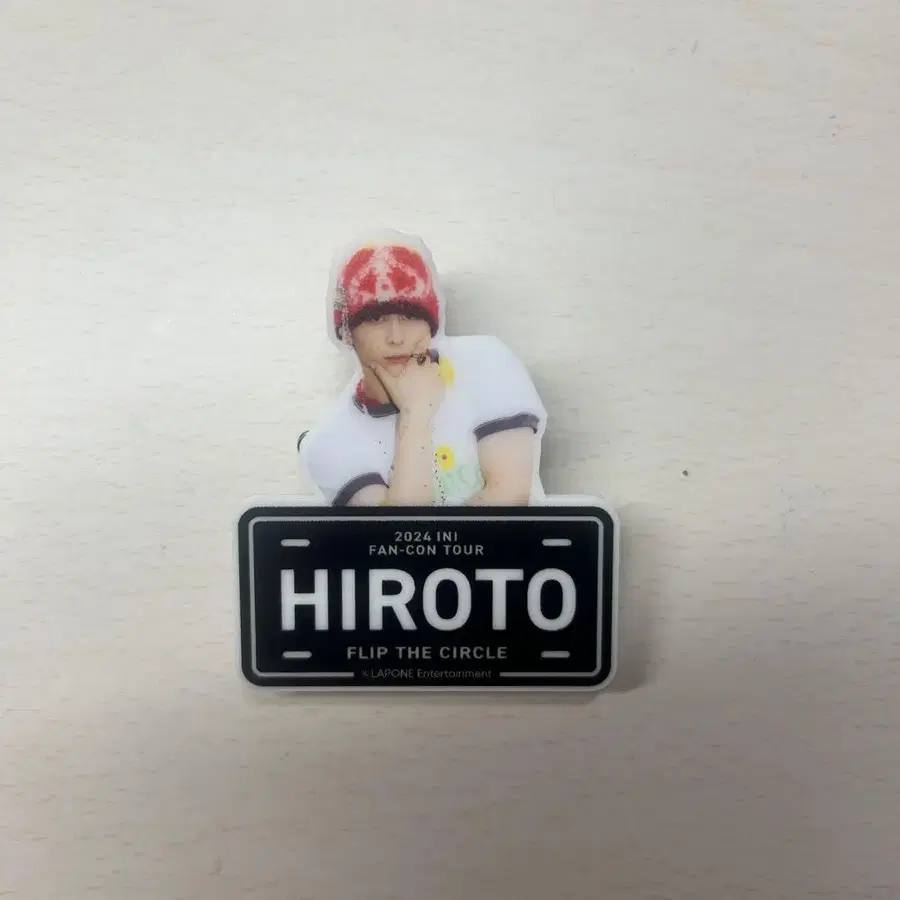 2024 INI
FAN-CON TOUR
HIROTO
FLIP THE CIRCLE
LAPONE Entertainment